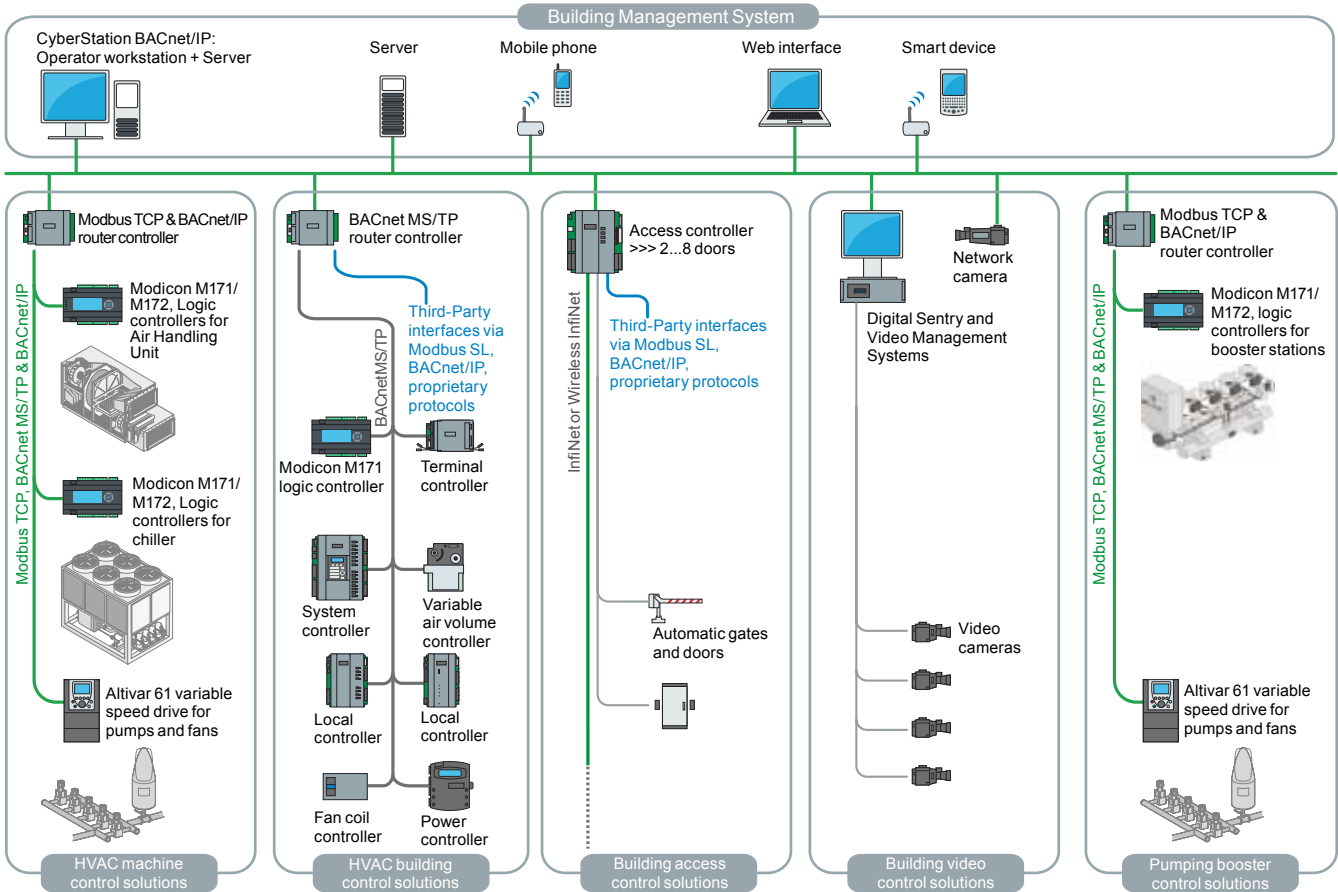 Building Management System
CyberStation BACnet/IP:
Operator workstation + Server
Server
Mobile phone
Web interface
Smart device
Modbus TCP & BACnet/IP
router controller
Modbus TCP, BACnet MS/TP & BACnet/IP
Modicon M171/
M172, Logic
controllers for
Air Handling
Unit
Modicon M171/
M172, Logic
controllers for
chiller
Altivar 61 variable
speed drive for
pumps and fans
HVAC machine
control solutions
BACnet MS/TP
router controller
Third-Party
interfaces via
Modbus SL,
BACnet/IP,
proprietary
protocols
BACnetMS/TP
Modicon M171
logic controller
Terminal
controller
System
controller
Variable
air volume
controller
Local
controller
Local
controller
Fan coil
controller
Power
controller
HVAC building
control solutions
Access controller
>>> 2...8 doors
Third-Party interfaces
via Modbus SL,
BACnet/IP,
proprietary protocols
InfiNet or Wireless InfiNet
Automatic gates
and doors
Building access
control solutions
Network
camera
Digital Sentry and
Video Management
Systems
Video
cameras
Building video
control solutions
Modbus TCP &
BACnet/IP
router controller
Modbus TCP, BACnet MS/TP & BACnet/IP
Modicon M171/
M172, logic
controllers for
booster stations
Altivar 61 variable
speed drive for
pumps and fans
Pumping booster
control solutions